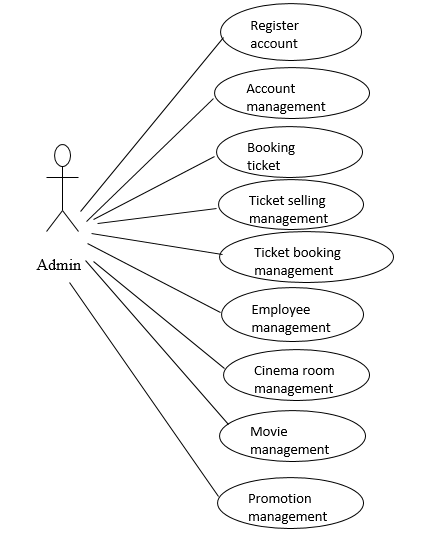 Register
account
Account
management
Booking
ticket
Ticket selling
management
Ticket booking
management
Admin
Employee
management
Cinema room
management
Movie
management
Promotion
management